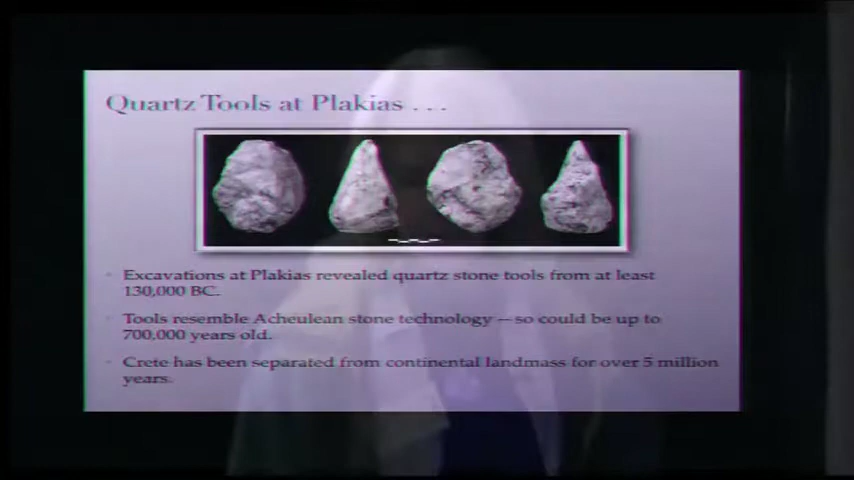 Quartz Tools at Plakias . . .
Excavations at Plakias revealed quartz stone tools from at least
130,000 BC.
Tools resemble Acheulean stone technology – so could be up to
700,000 years old.
Crete has been separated from continental landmass for over 5 million
years.